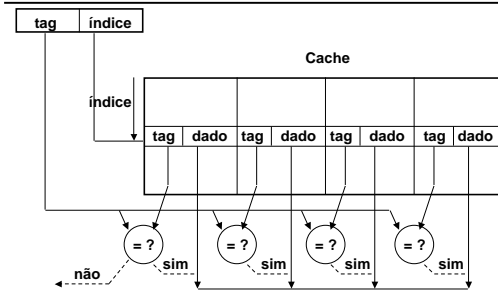 tag índice
Cache
índice
tag dado tag dado tag dado tag dado
= ? = ? = ? = ?
não sim sim sim sim